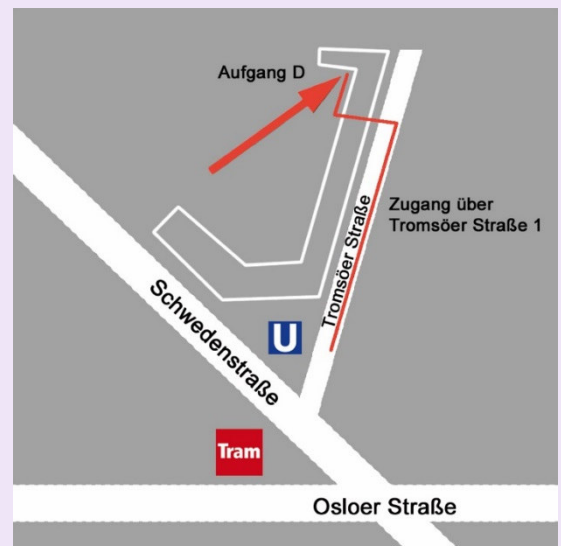 Aufgang D
Zugang über
Tromsöer Straße 1
Tromsöer Straße
Schwedenstraße
U
Tram
Osloer Straße